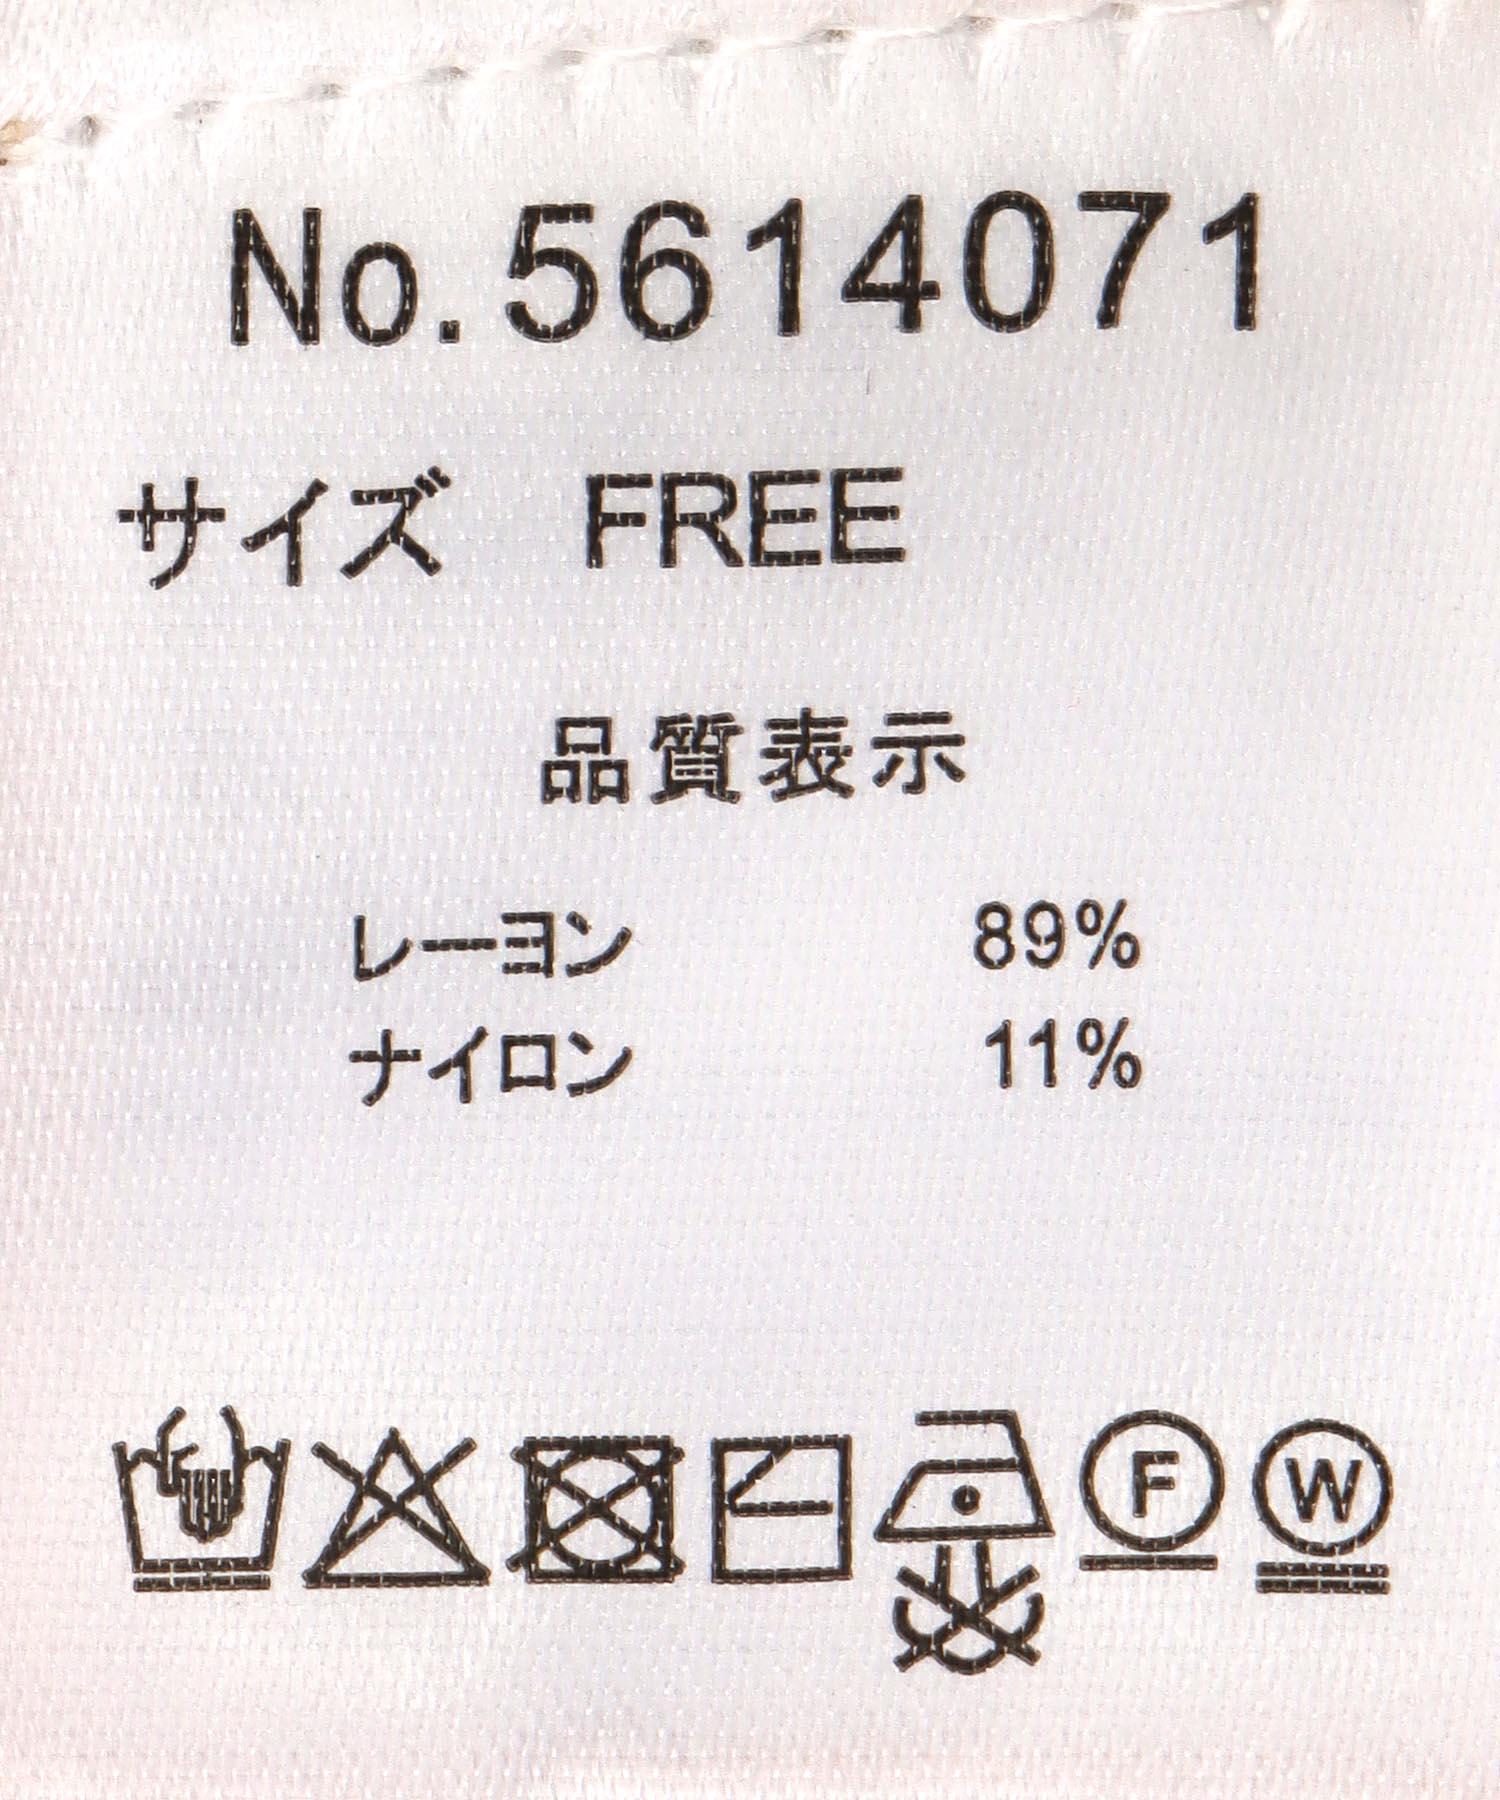 No. 5614071
サイズ FREE
品質表示
レーヨン 89%
ナイロン 11%
F W